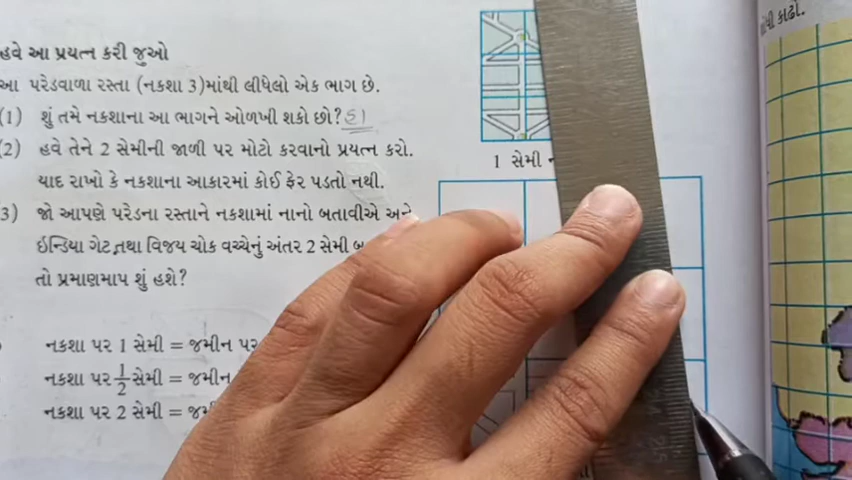 હવે આ પ્રયત્ન કરી જુઓ
આ પરેડવાળા રસ્તા (નકશા 3)માંથી લીધેલો એક ભાગ છે.
(1) શું તમે નકશાના આ ભાગને ઓળખી શકો છો? હા
(2) હવે તેને 2 સેમીની જાળી પર મોટો કરવાનો પ્રયત્ન કરો.
યાદ રાખો કે નકશાના આકારમાં કોઈ ફેર પડતો નથી.
3) જો આપણે પરેડના રસ્તાને નકશામાં નાનો બતાવીએ અને
ઇન્ડિયા ગેટ તથા વિજય ચોક વચ્ચેનું અંતર 2 સેમી
તો પ્રમાણમાપ શું હશે?
નકશા પર 1 સેમી = જમીન પર
નકશા પર 1/2 સેમી = જમીન
નકશા પર 2 સેમી =
1 સેમી
કાઢો.